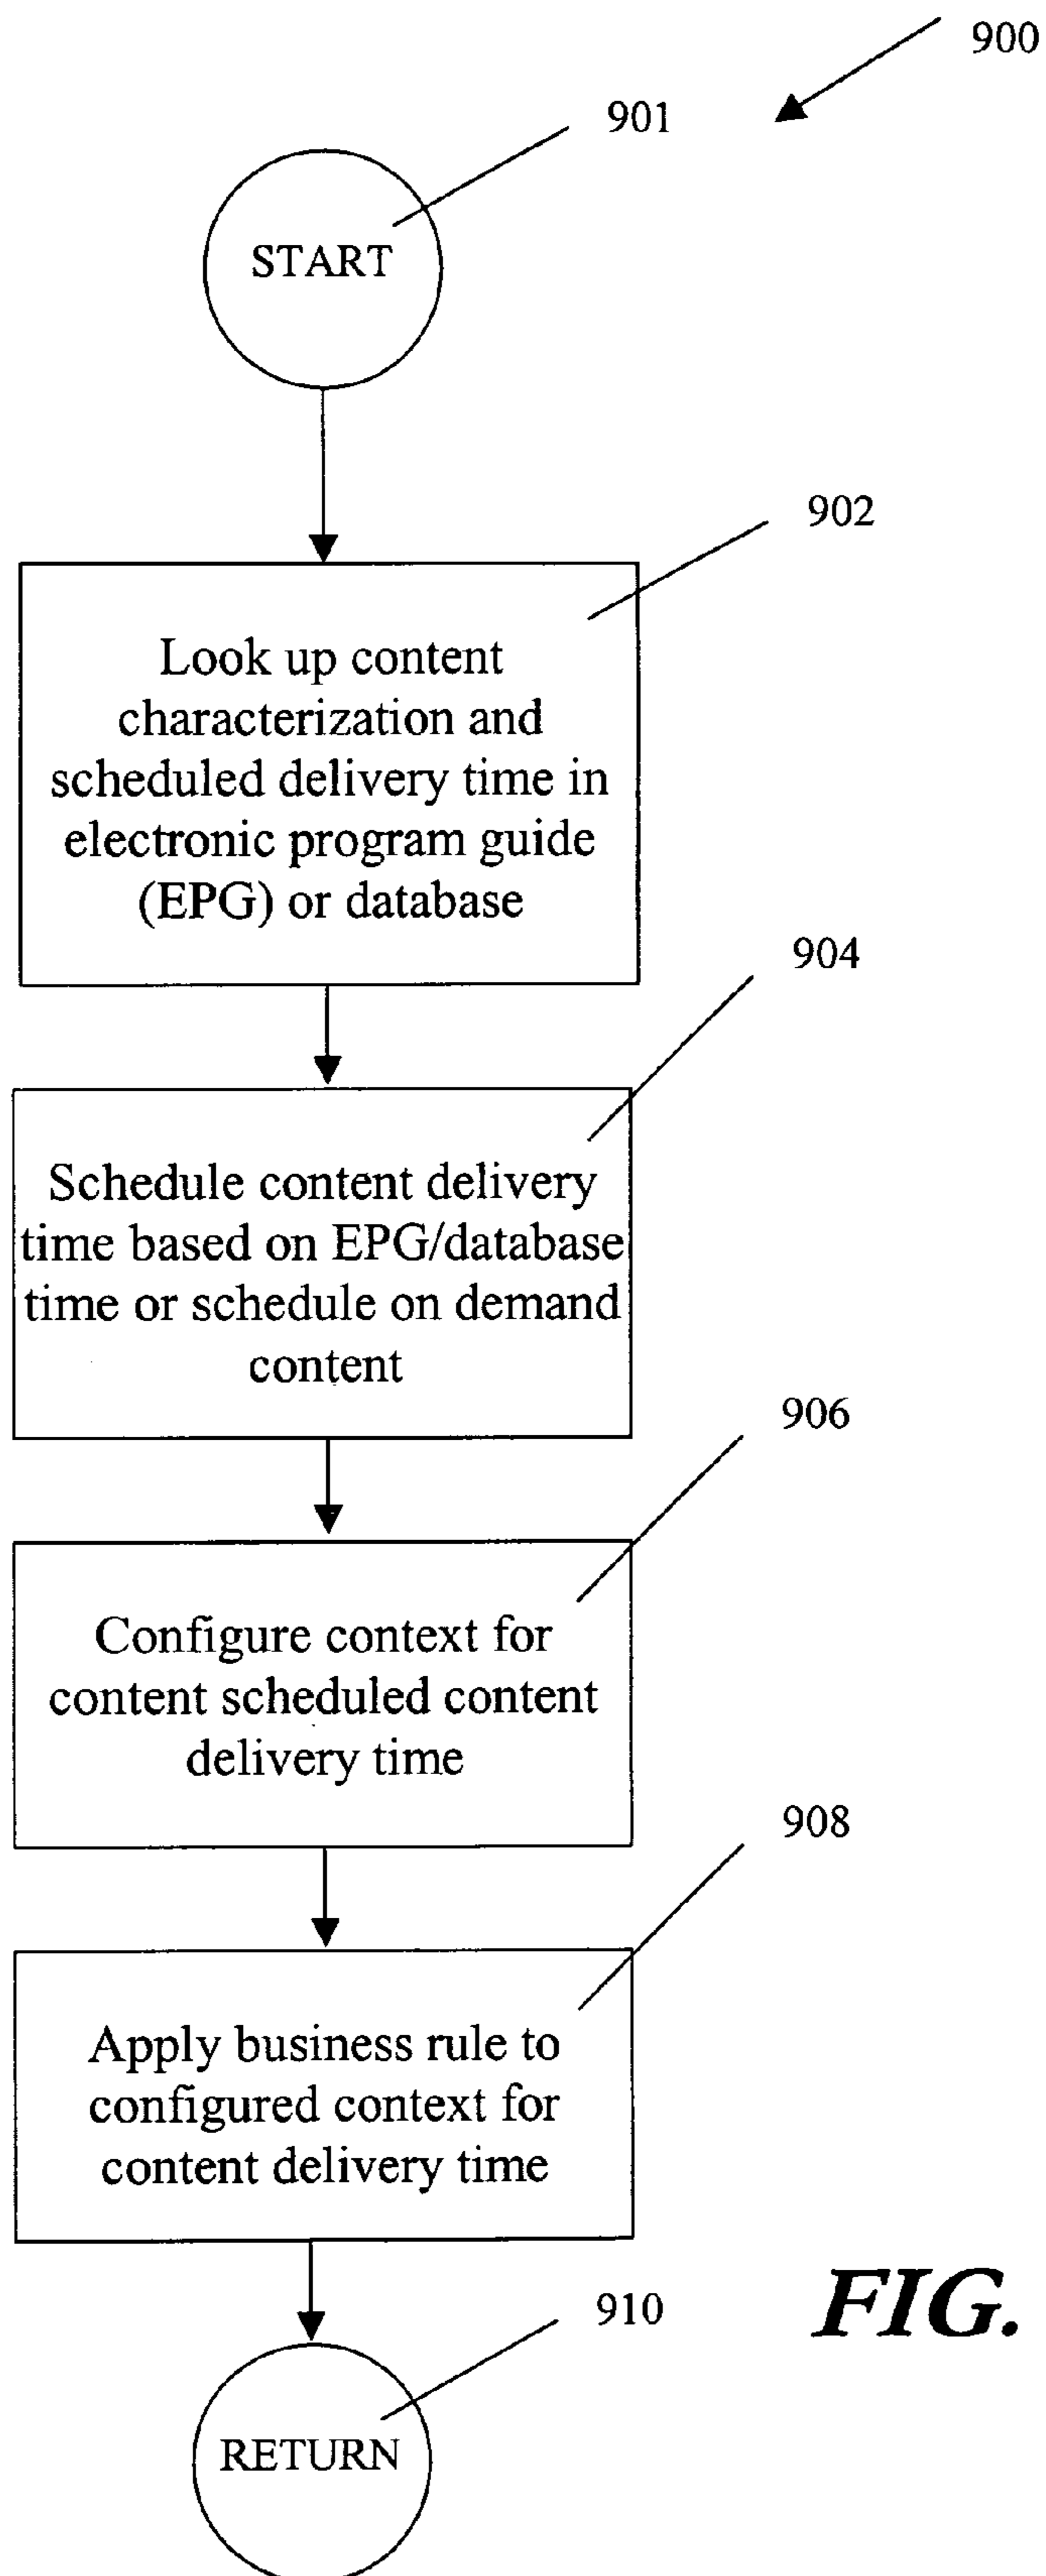 900
901
START
902
Look up content
characterization and
scheduled delivery time in
electronic program guide
(EPG) or database
904
Schedule content delivery
time based on EPG/database
time or schedule on demand
content
906
Configure context for
content scheduled content
delivery time
908
Apply business rule to
configured context for
content delivery time
910
FIG.
RETURN